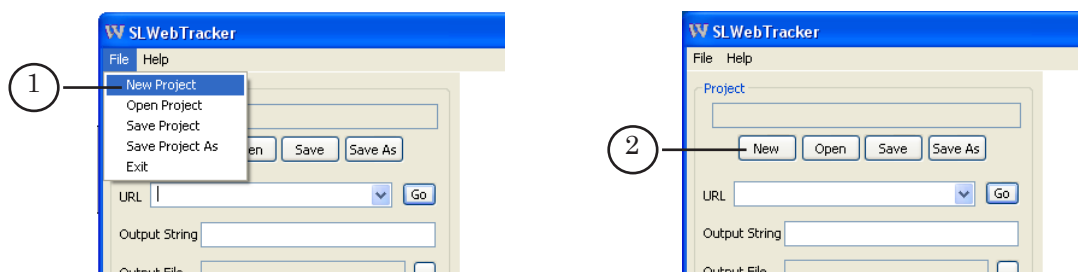 W SLWebTracker
File Help
1
New Project
Open Project
Save Project
Save Project As
Exit
en Save Save As
URL Go
Output String
Output File
W SLWebTracker
File Help
Project
2
New Open Save Save As
URL Go
Output String
Output File